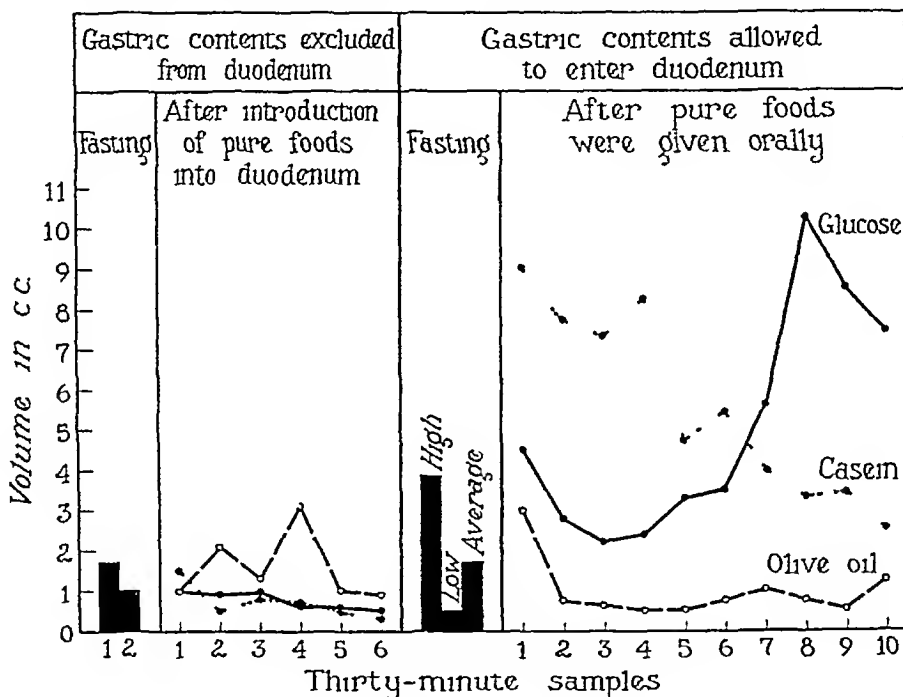 Gastric contents excluded
from duodenum
Gastric contents allowed
to enter duodenum
Fasting
After introduction
of pure foods
into duodenum
Fasting
After pure foods
were given orally
Volume in cc.
11
10
9
8
7
6
5
4
3
2
1
0
High
Low
Average
Glucose
Casein
Olive oil
1 2
1 2 3 4 5 6
1 2 3 4 5 6 7 8 9 10
Thirty-minute samples